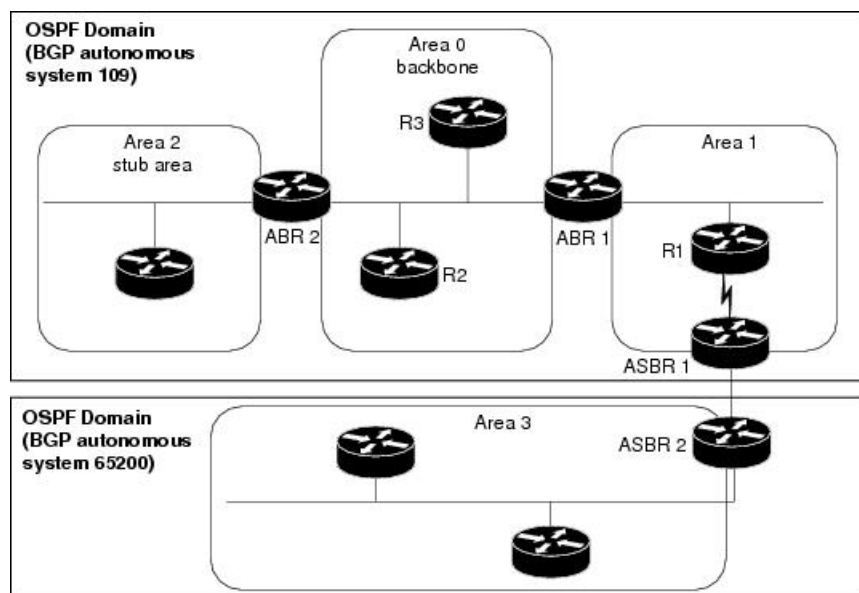 OSPF Domain
(BGP autonomous
system 109)
Area 0
backbone
R3
Area 2
stub area
Area 1
ABR 2
ABR 1
R1
R2
ASBR 1
OSPF Domain
(BGP autonomous
system 65200)
Area 3
ASBR 2